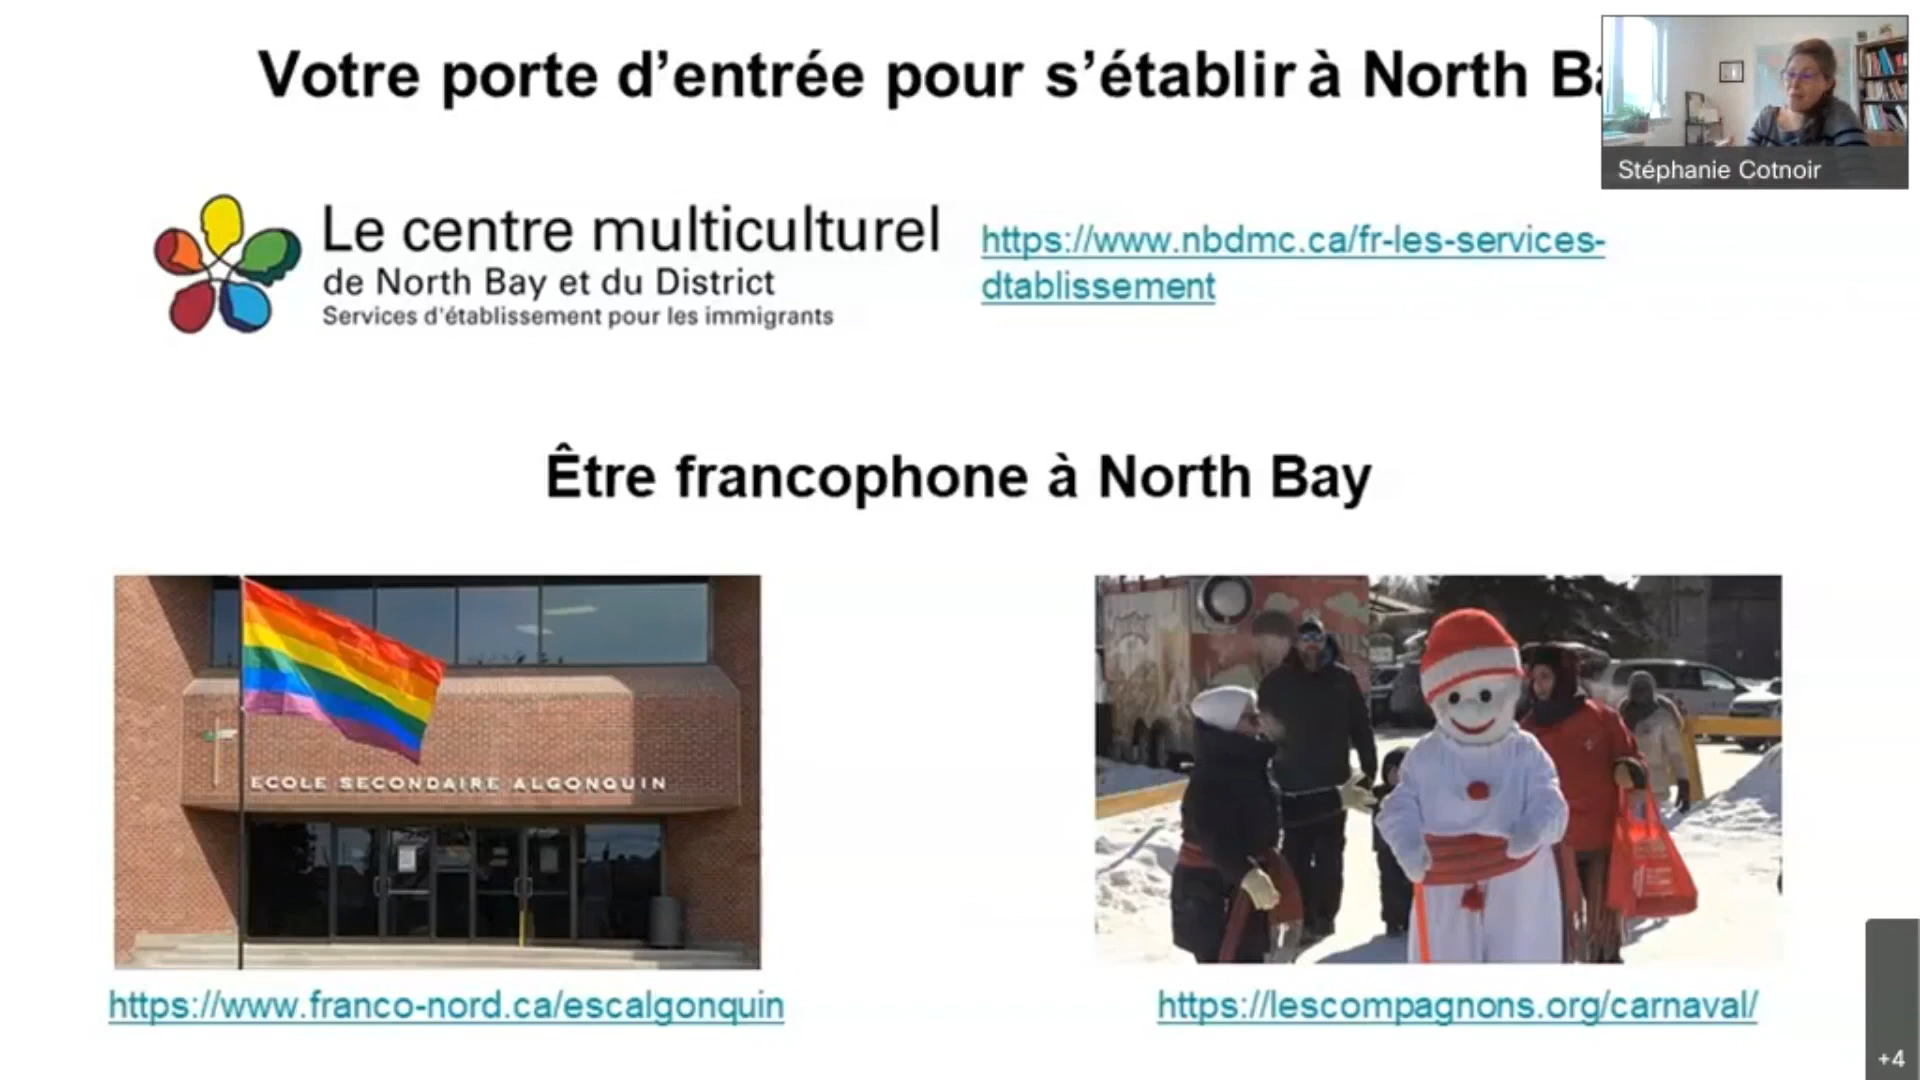 Votre porte d'entrée pour s'établir à North Ba
Stéphanie Cotnoir
Le centre multiculturel
de North Bay et du District
Services d'établissement pour les immigrants
https://www.nbdmc.ca/fr-les-services-
dtablissement
Être francophone à North Bay
ECOLE SECONDAIRE ALGONQUIN
https://www.franco-nord.ca/escalgonquin
https://lescompagnons.org/carnaval/
+4